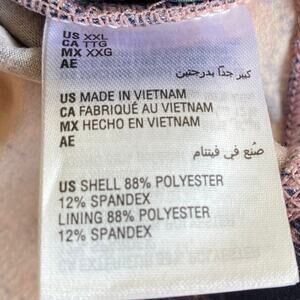 US XXL
CA TTG
MX XXG
AE
كبير جدًا بدرجتين
US MADE IN VIETNAM
CA FABRIQUÉ AU VIETNAM
MX HECHO EN VIETNAM
AE
صُنع في فيتنام
US SHELL 88% POLYESTER
12% SPANDEX
LINING 88% POLYESTER
12% SPANDEX